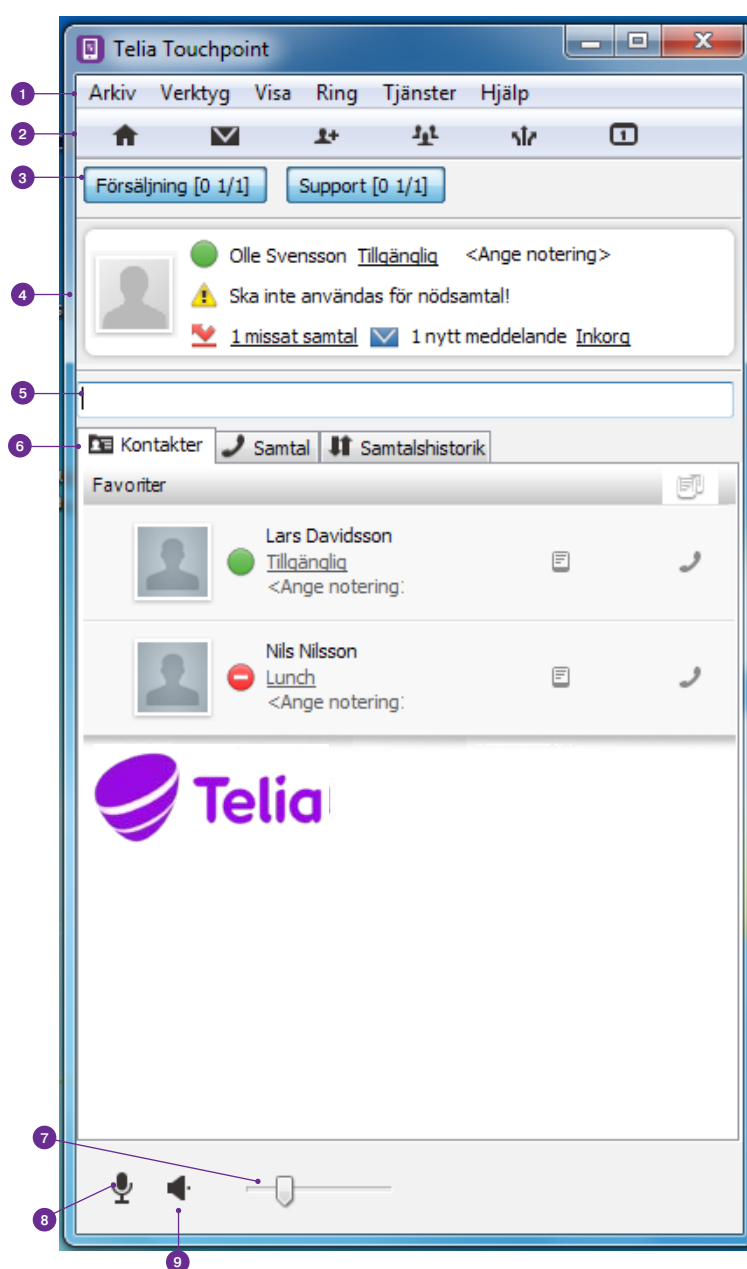 Telia Touchpoint
1 Arkiv Verktyg Visa Ring Tjänster Hjälp
2 1
3 Försäljning [0 1/1] Support [0 1/1]
Olle Svensson Tillgänglig <Ange notering>
4 Ska inte användas för nödsamtal!
1 missat samtal 1 nytt meddelande Inkorg
5
6 Kontakter Samtal Samtalshistorik
Favoriter
Lars Davidsson
Tillgänglig
<Ange notering:
Nils Nilsson
Lunch
<Ange notering:
Telia
7
8
9